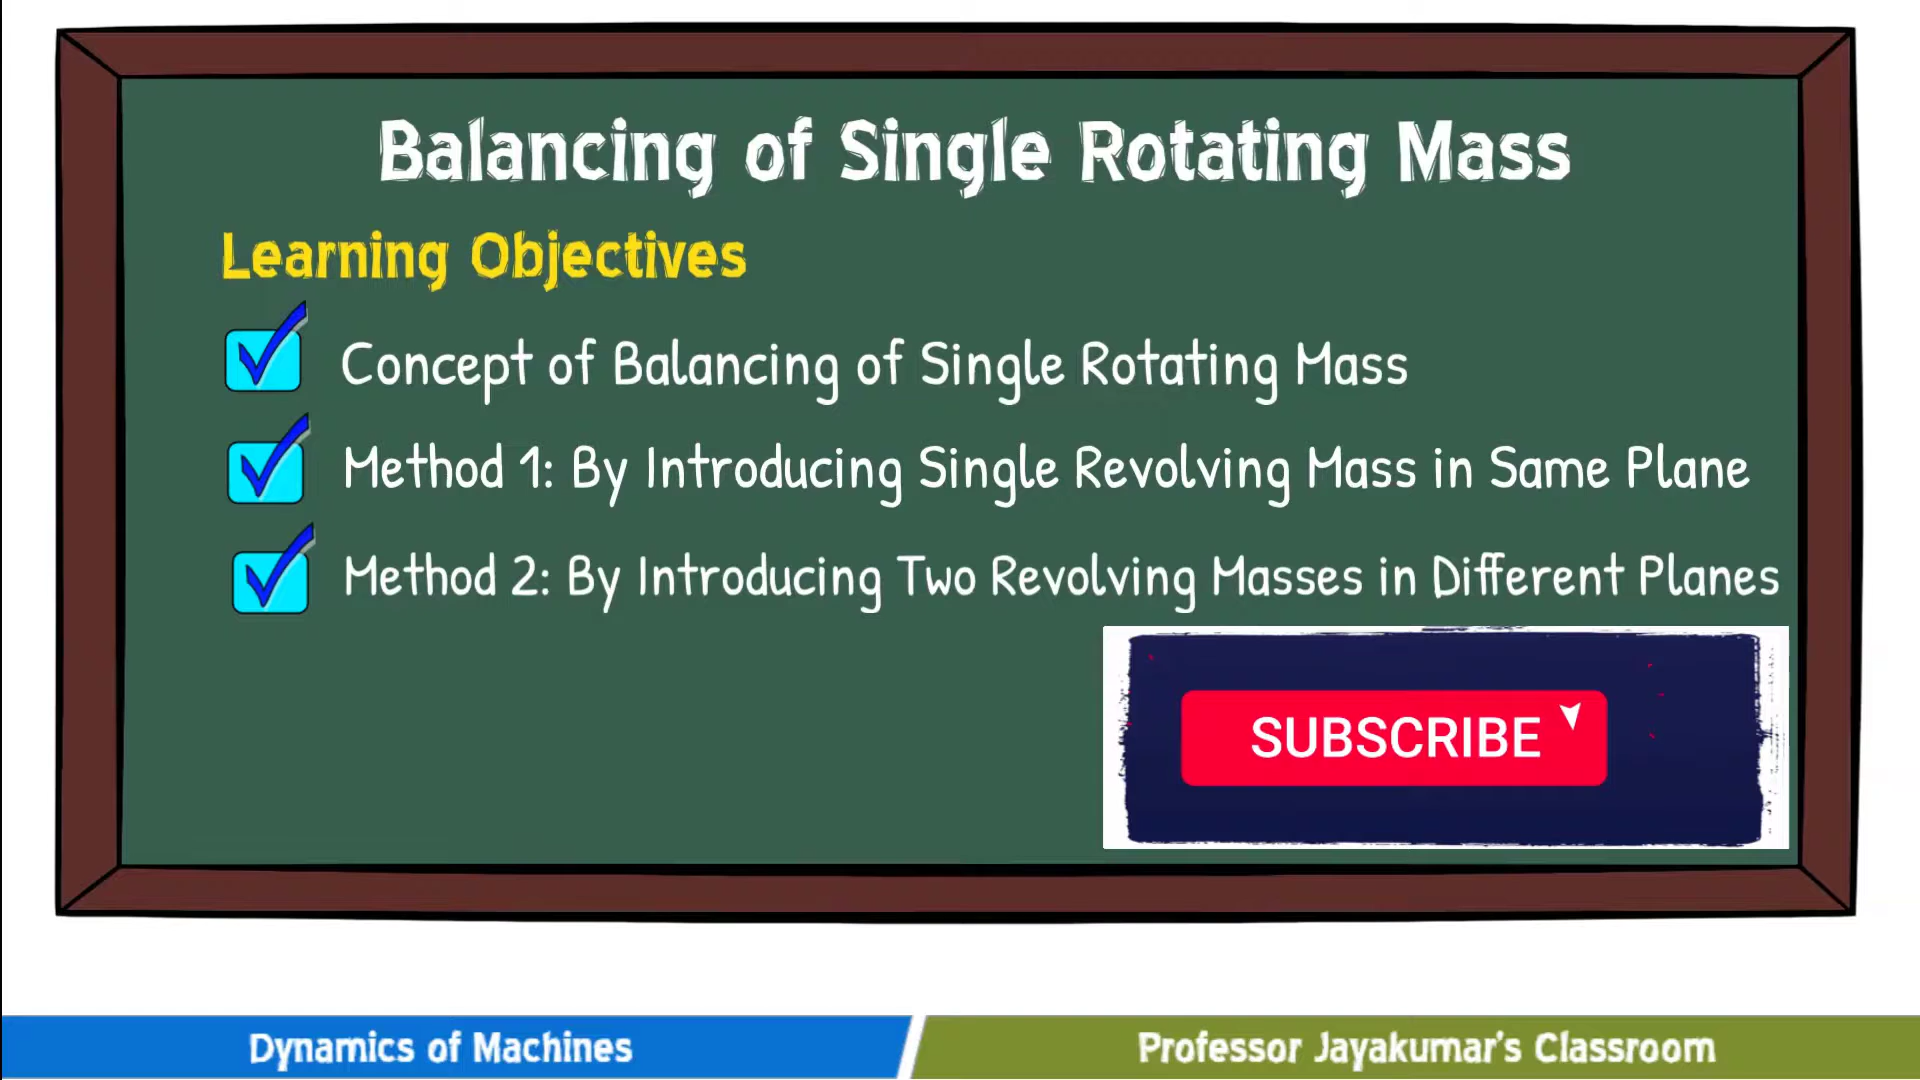 Balancing of Single Rotating Mass
Learning Objectives
Concept of Balancing of Single Rotating Mass
Method 1: By Introducing Single Revolving Mass in Same Plane
Method 2: By Introducing Two Revolving Masses in Different Planes
SUBSCRIBE
Dynamics of Machines
Professor Jayakumar's Classroom